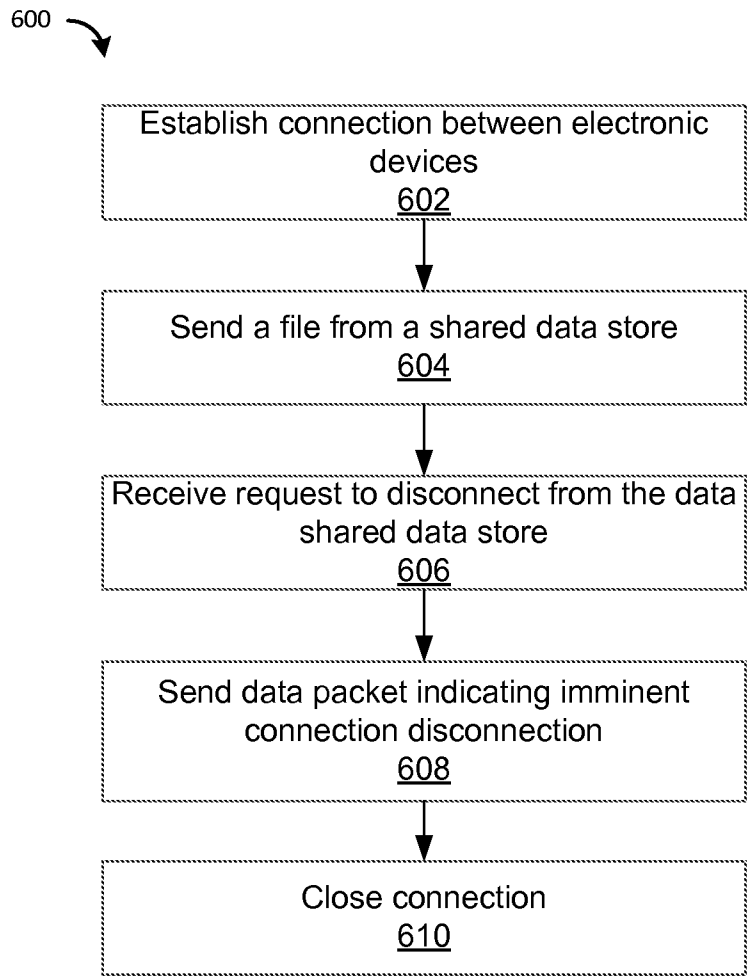 600
Establish connection between electronic
devices
602
Send a file from a shared data store
604
Receive request to disconnect from the data
shared data store
606
Send data packet indicating imminent
connection disconnection
608
Close connection
610